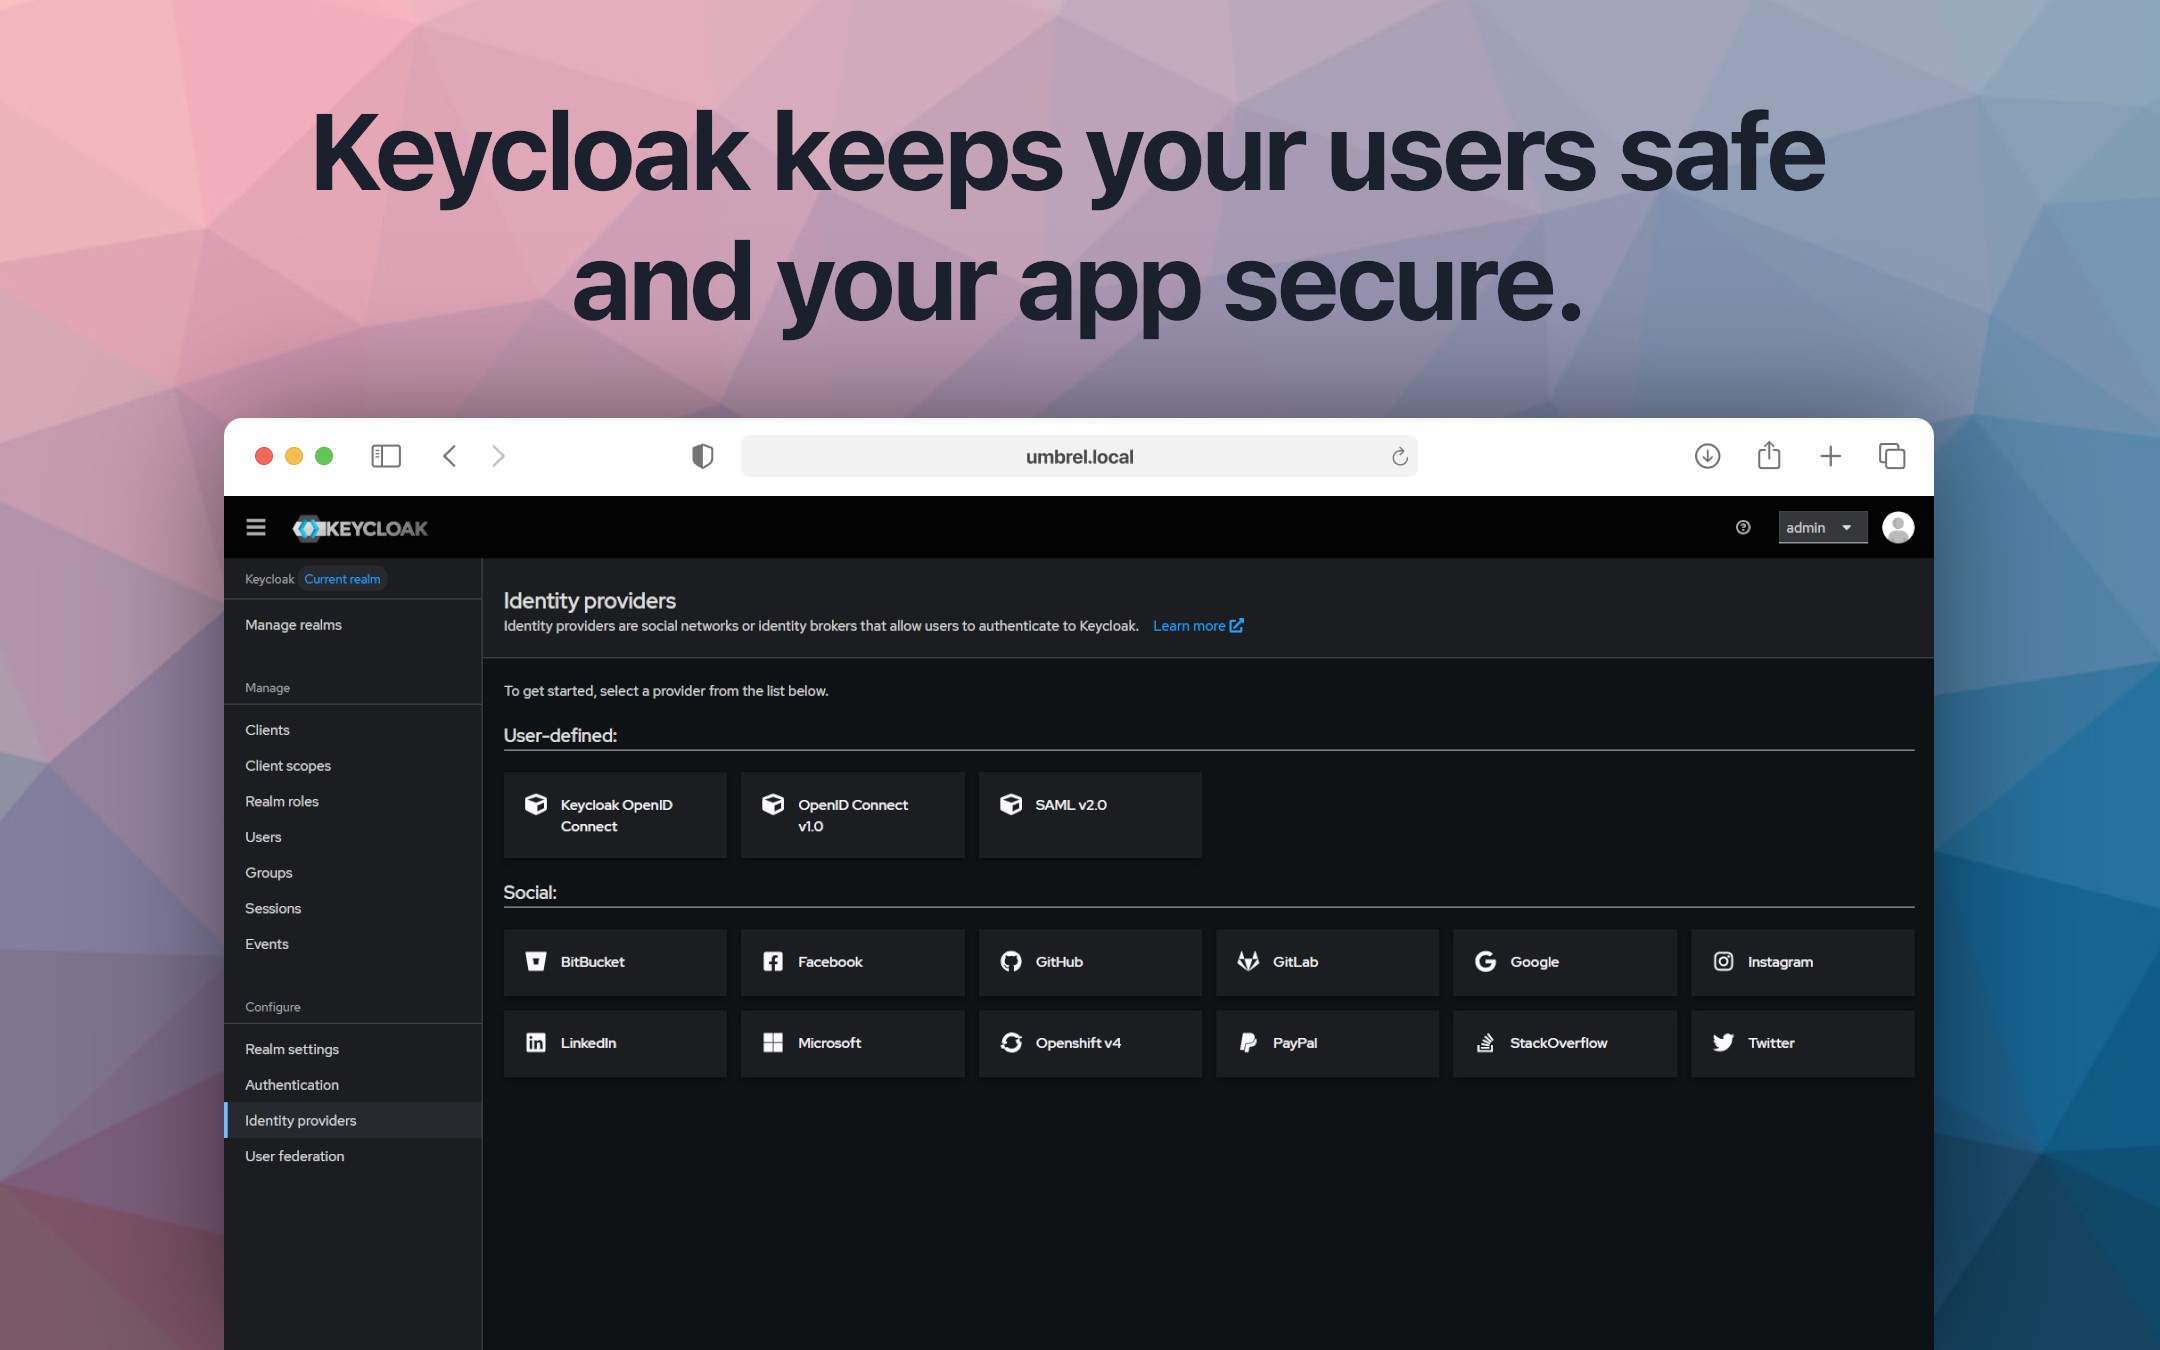 Keycloak keeps your users safe
and your app secure.
umbrel.local
KEYCLOAK
admin
Keycloak Current realm
Manage realms
Manage
Clients
Client scopes
Realm roles
Users
Groups
Sessions
Events
Configure
Realm settings
Authentication
Identity providers
User federation
Identity providers
Identity providers are social networks or identity brokers that allow users to authenticate to Keycloak. Learn more
To get started, select a provider from the list below.
User-defined:
Keycloak OpenID
Connect
OpenID Connect
v1.0
SAML v2.0
Social:
BitBucket
Facebook
GitHub
GitLab
Google
Instagram
LinkedIn
Microsoft
Openshift v4
PayPal
StackOverflow
Twitter